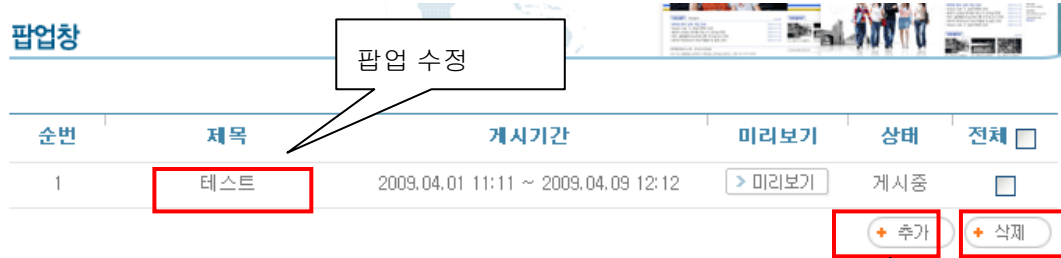 팝업창
팝업 수정
순번 제목 게시기간 미리보기 상태 전체
1 테스트 2009.04.01 11:11 ~ 2009.04.09 12:12 > 미리보기 게시중
+ 추가 + 삭제